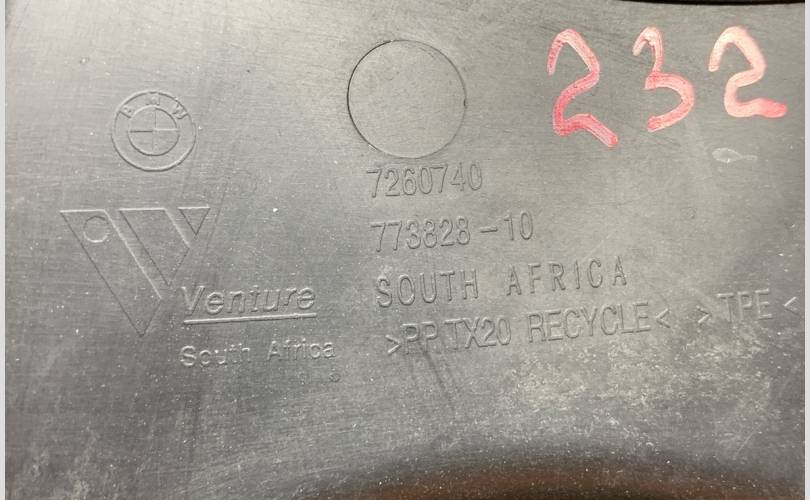 232
BMW
7260740
773828-10
Venture
SOUTH AFRICA
South Africa
>PP.TX20 RECYCLE< >TPE<